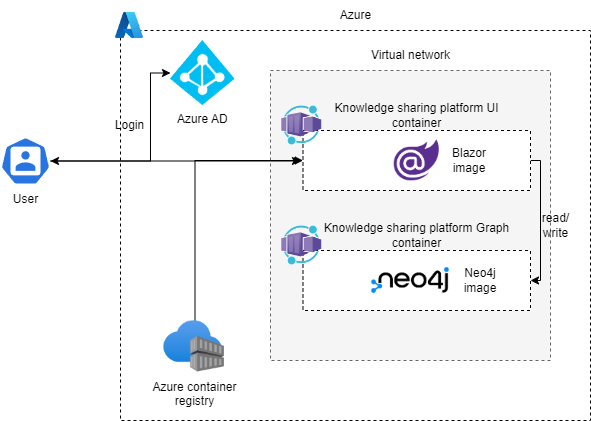 Azure
Virtual network
Azure AD
Knowledge sharing platform UI
container
Login
@
Blazor
image
User
read/
write
Knowledge sharing platform Graph
container
neo4j
Neo4j
image
Azure container
registry